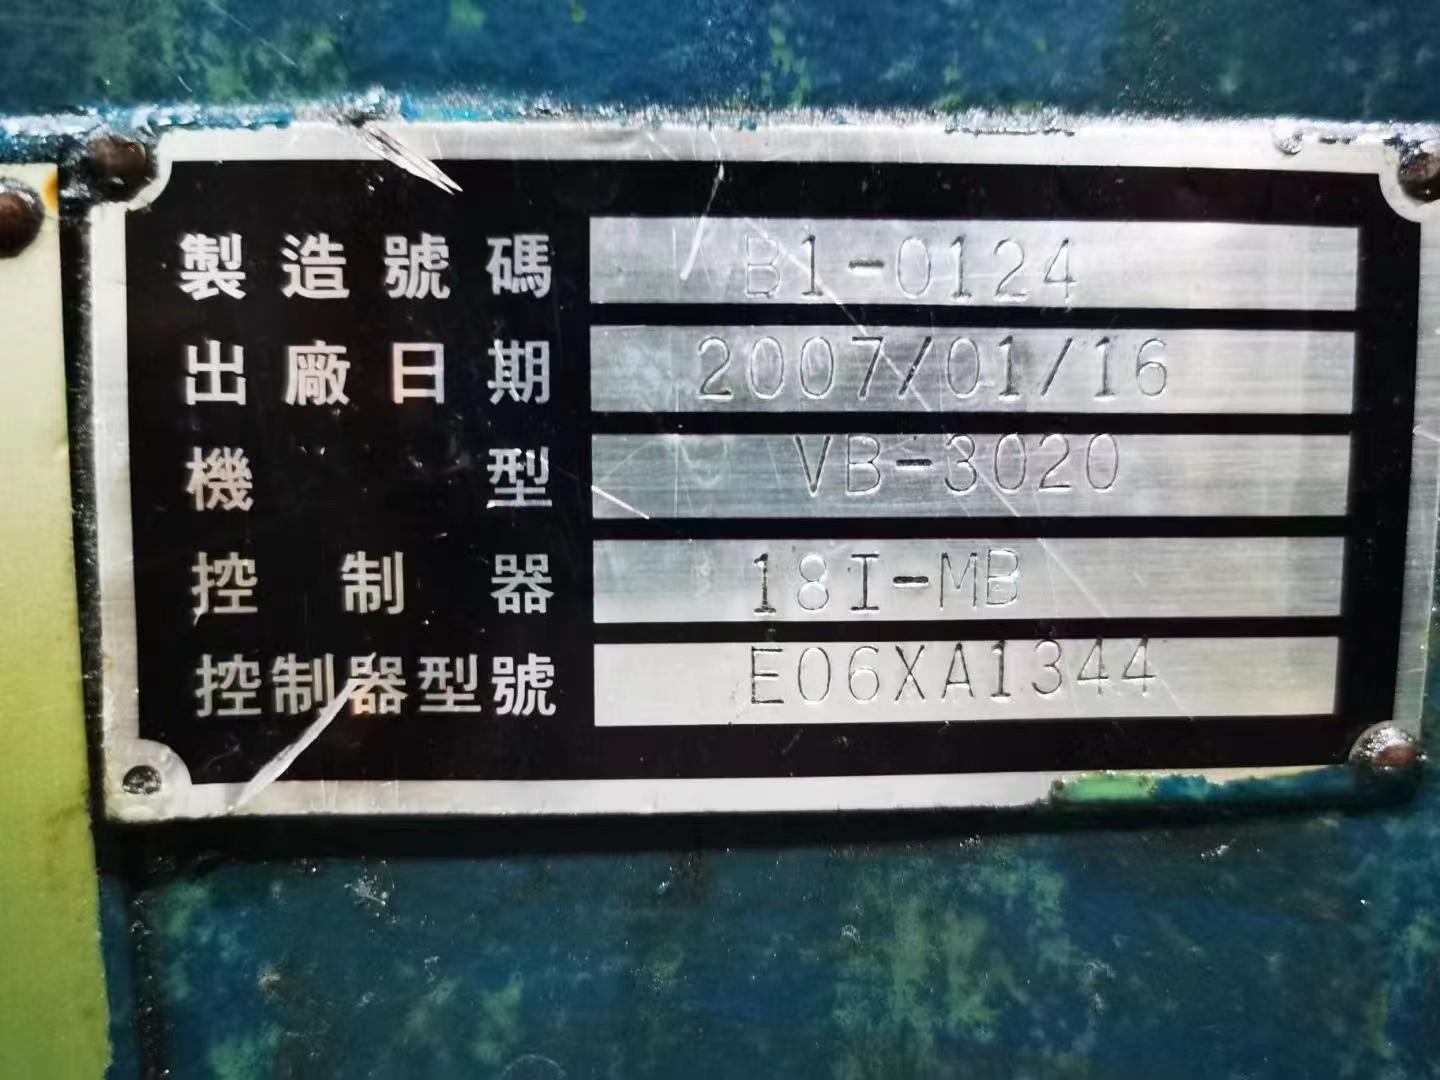 製造號碼 B1-0124
出廠日期 2007/01/16
機型 VB-3020
控制器 18I-MB
控制器型號 E06XA1344